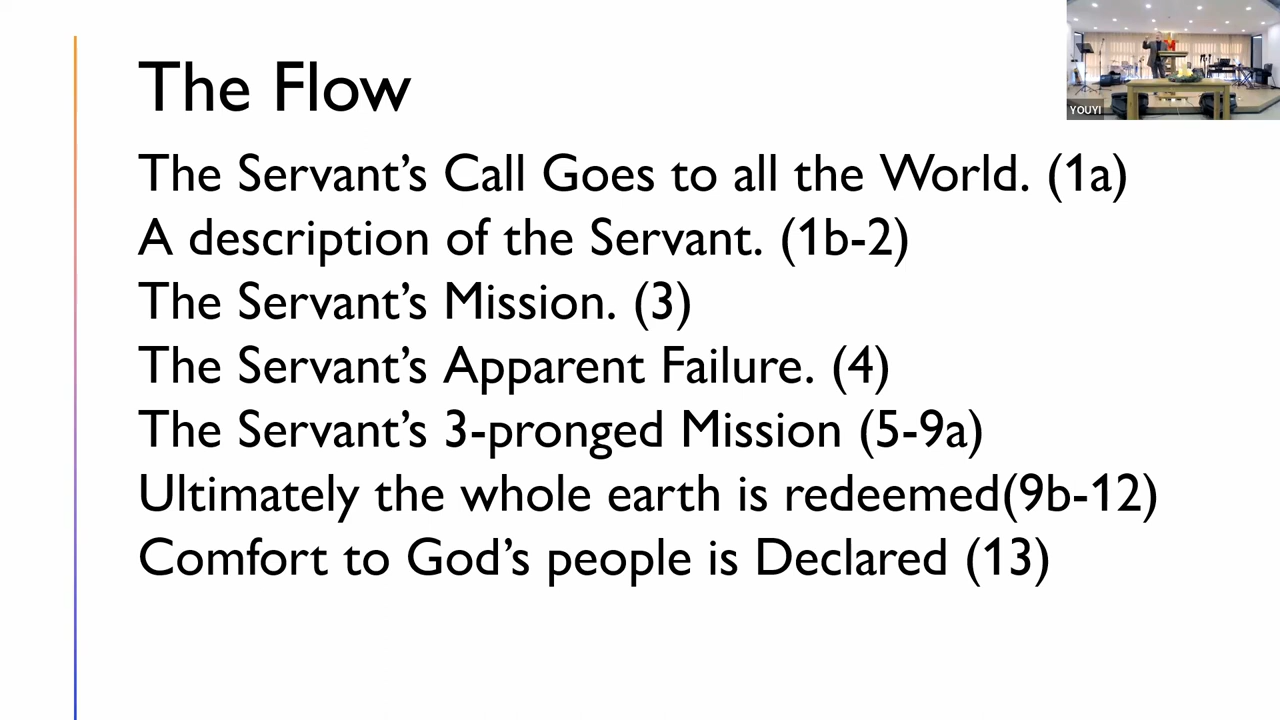 The Flow
The Servant’s Call Goes to all the World. (1a)
A description of the Servant. (1b-2)
The Servant’s Mission. (3)
The Servant’s Apparent Failure. (4)
The Servant’s 3-pronged Mission (5-9a)
Ultimately the whole earth is redeemed(9b-12)
Comfort to God’s people is Declared (13)
YOUYI